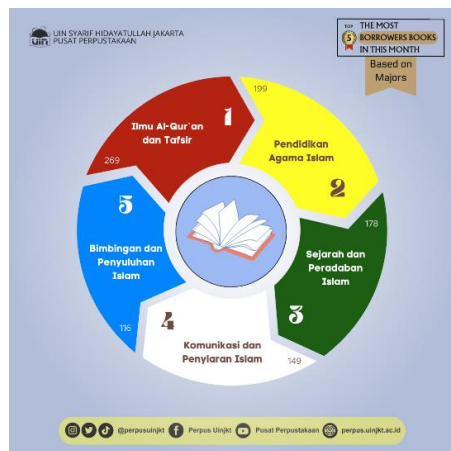 UIN SYARIF HIDAYATULLAH JAKARTA
PUSAT PERPUSTAKAAN
uin
TOP
5
THE MOST
BORROWERS BOOKS
IN THIS MONTH
Based on
Majors
1
Ilmu Al-Qur`an
dan Tafsir
269
199
Pendidikan
Agama Islam
2
178
Sejarah dan
Peradaban
Islam
3
4
Komunikasi dan
Penyiaran Islam
149
5
Bimbingan dan
Penyuluhan
Islam
116
@perpusuinjkt Perpus Uinjkt Pusat Perpustakaan perpus.uinjkt.ac.id